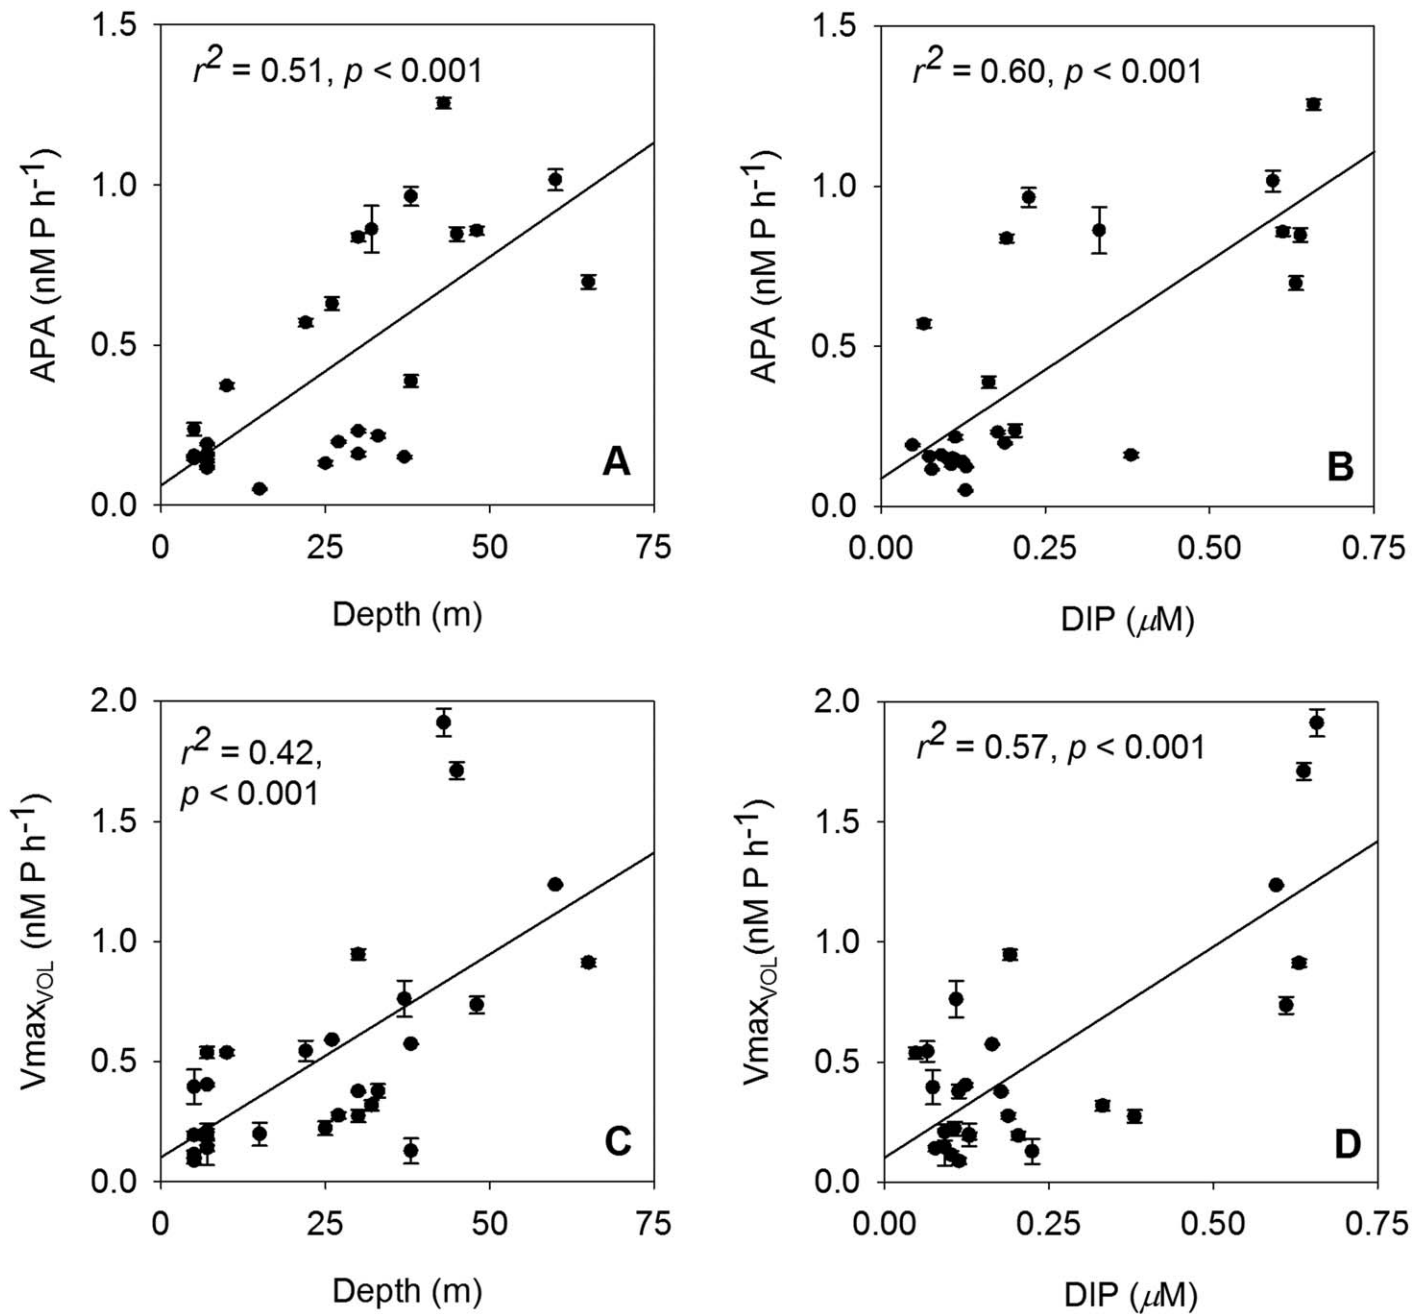 1.5
r² = 0.51, p < 0.001
1.0
APA (nM P h⁻¹)
0.5
A
0.0
0 25 50 75
Depth (m)
1.5
r² = 0.60, p < 0.001
1.0
APA (nM P h⁻¹)
0.5
B
0.0
0.00 0.25 0.50 0.75
DIP (μM)
2.0
r² = 0.42,
p < 0.001
1.5
VmaxVOL (nM P h⁻¹)
1.0
0.5
C
0.0
0 25 50 75
Depth (m)
2.0
r² = 0.57, p < 0.001
1.5
VmaxVOL (nM P h⁻¹)
1.0
0.5
D
0.0
0.00 0.25 0.50 0.75
DIP (μM)